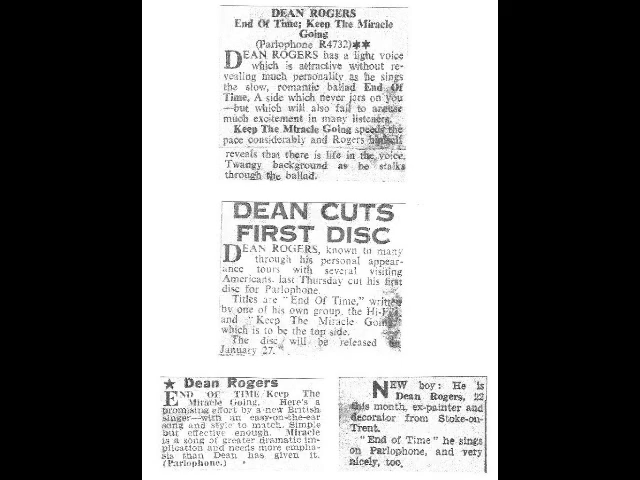 DEAN ROGERS
End Of Time; Keep The Miracle
Going
(Parlophone R4732)★★
DEAN ROGERS has a light voice
which is attractive without re-
vealing much personality as he sings
the slow, romantic ballad End Of
Time. A side which never jars on you
—but which will also fail to arouse
much excitement in many listeners.
Keep The Miracle Going speeds the
pace considerably and Rogers himself
reveals that there is life in the voice.
Twangy background as he stalks
through the ballad.
DEAN CUTS
FIRST DISC
DEAN ROGERS, known to many
through his personal appear-
ance tours with several visiting
Americans, last Thursday cut his first
disc for Parlophone.
Titles are "End Of Time," written
by one of his own group, the Hi-Fi's
and "Keep The Miracle Going
which is to be the top side.
The disc will be released on
January 27.
★ Dean Rogers
END OF TIME/Keep The
Miracle Going. Here's a
promising effort by a new British
singer—with an easy-on-the-ear
song and style to match. Simple
but effective enough. Miracle
is a song of greater dramatic im-
plication and needs more empha-
sis than Dean has given it.
(Parlophone.)
NEW boy: He is
Dean Rogers, 22
this month, ex-painter and
decorator from Stoke-on-
Trent.
"End of Time" he sings
on Parlophone, and very
nicely, too.